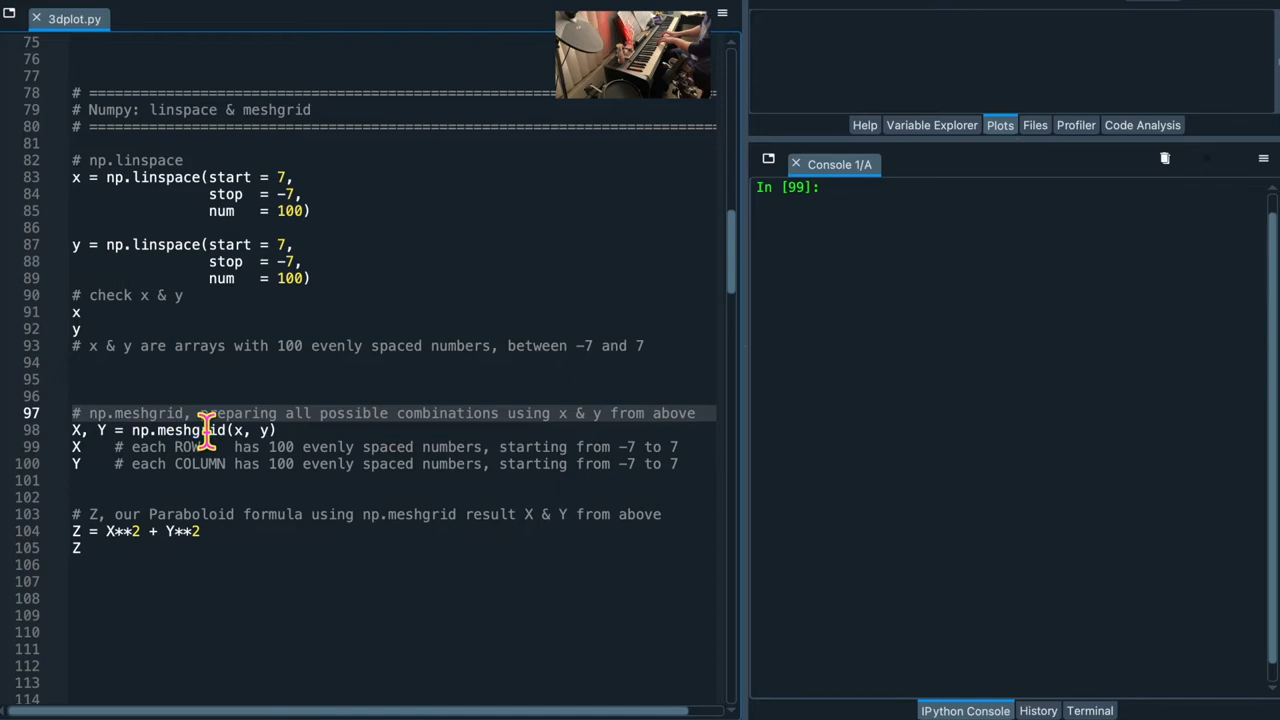 3dplot.py
75
76
77
78 # ======================================================
79 # Numpy: linspace & meshgrid
80 # =========================================================================
81
82 # np.linspace
83 x = np.linspace(start = 7,
84 stop = -7,
85 num = 100)
86
87 y = np.linspace(start = 7,
88 stop = -7,
89 num = 100)
90 # check x & y
91 x
92 y
93 # x & y are arrays with 100 evenly spaced numbers, between -7 and 7
94
95
96
97 # np.meshgrid, preparing all possible combinations using x & y from above
98 X, Y = np.meshgrid(x, y)
99 X # each ROW has 100 evenly spaced numbers, starting from -7 to 7
100 Y # each COLUMN has 100 evenly spaced numbers, starting from -7 to 7
101
102
103 # Z, our Paraboloid formula using np.meshgrid result X & Y from above
104 Z = X**2 + Y**2
105 Z
106
107
108
109
110
111
112
113
114
Help Variable Explorer Plots Files Profiler Code Analysis
Console 1/A
In [99]:
IPython Console History Terminal